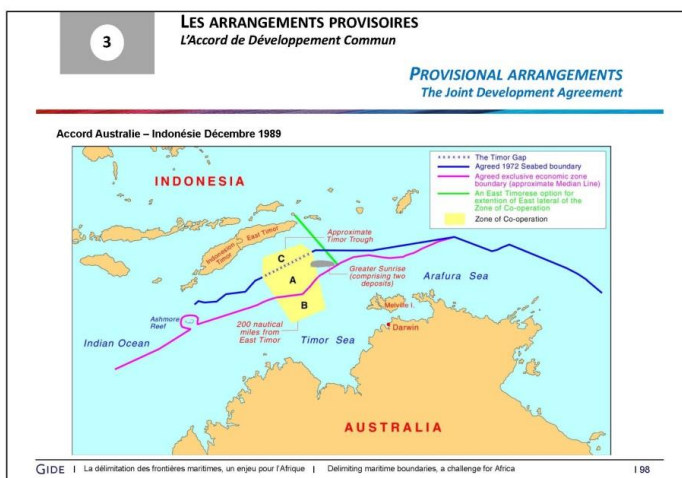 3
LES ARRANGEMENTS PROVISOIRES
L'Accord de Développement Commun
PROVISIONAL ARRANGEMENTS
The Joint Development Agreement
Accord Australie – Indonésie Décembre 1989
The Timor Gap
Agreed 1972 Seabed boundary
Agreed exclusive economic zone
boundary (approximate Median Line)
An East Timorese option for
extention of East lateral of the
Zone of Co-operation
Zone of Co-operation
INDONESIA
East Timor
Indonesian
Timor
Approximate
Timor Trough
C
A
B
Greater Sunrise
(comprising two
deposits)
Arafura Sea
Ashmore
Reef
Melville I.
Darwin
200 nautical
miles from
East Timor
Timor Sea
Indian Ocean
AUSTRALIA
GIDE | La délimitation des frontières maritimes, un enjeu pour l'Afrique | Delimiting maritime boundaries, a challenge for Africa | 98